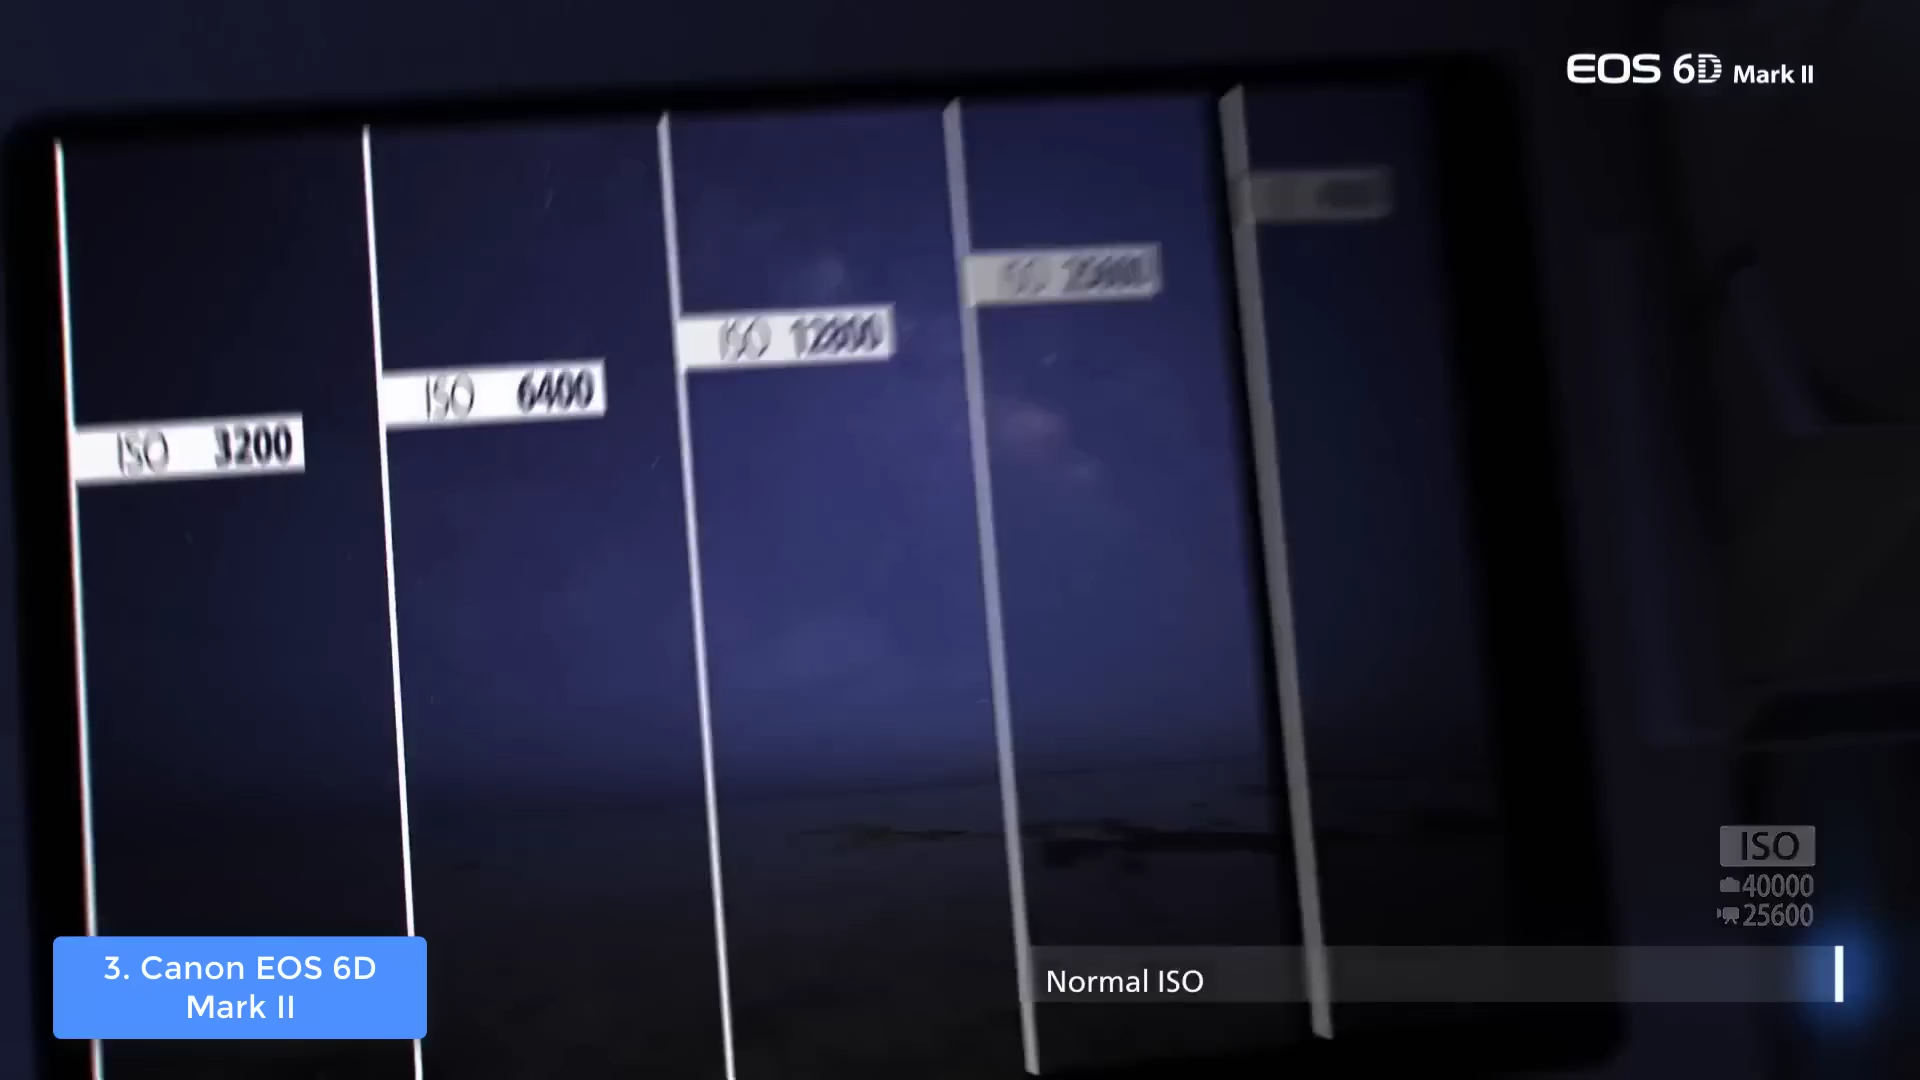 EOS 6D Mark II
ISO 3200
ISO 6400
ISO 12800
ISO
40000
25600
Normal ISO
3. Canon EOS 6D
Mark II